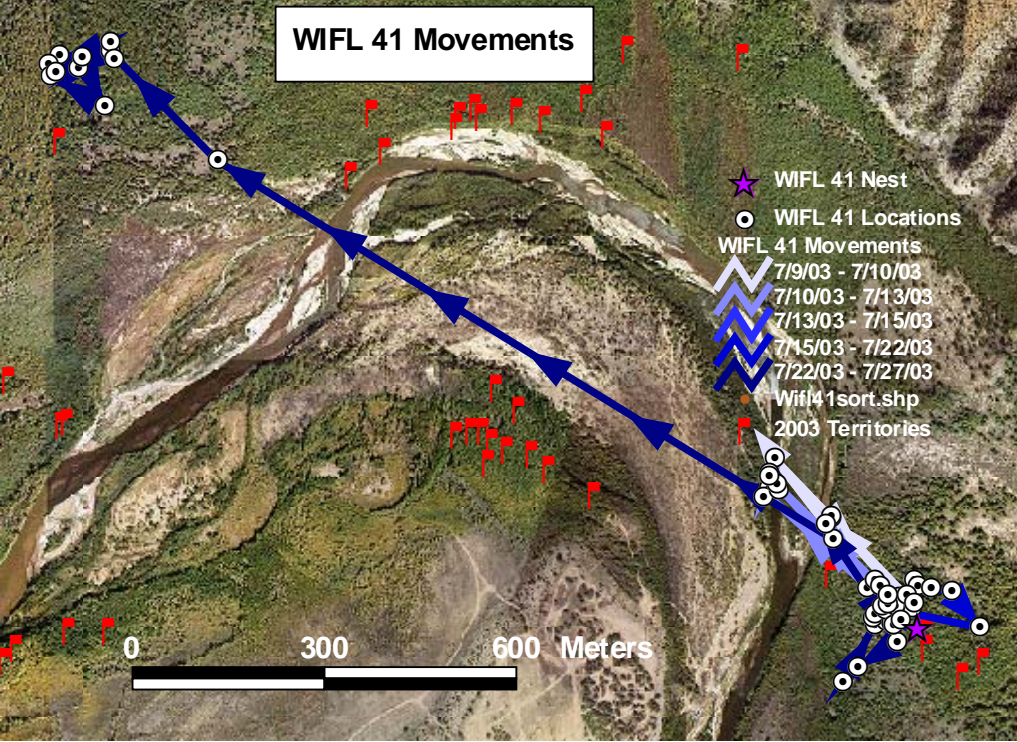 WIFL 41 Movements
WIFL 41 Nest
WIFL 41 Locations
WIFL 41 Movements
7/9/03 - 7/10/03
7/10/03 - 7/13/03
7/13/03 - 7/15/03
7/15/03 - 7/22/03
7/22/03 - 7/27/03
Wifl41sort.shp
2003 Territories
0 300 600 Meters